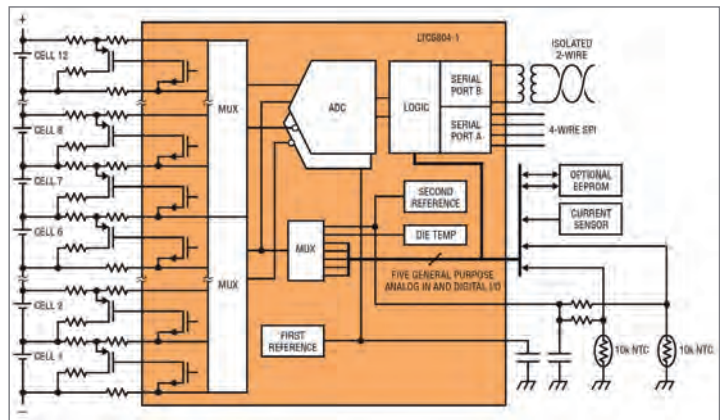 +
LTC6804-1
CELL 12
CELL 8
CELL 7
CELL 6
CELL 2
CELL 1
–
MUX
MUX
ADC
LOGIC
SERIAL
PORT B
SERIAL
PORT A
ISOLATED
2-WIRE
4-WIRE SPI
SECOND
REFERENCE
DIE TEMP
MUX
FIVE GENERAL PURPOSE
ANALOG IN AND DIGITAL I/O
FIRST
REFERENCE
OPTIONAL
EEPROM
CURRENT
SENSOR
10k NTC
10k NTC